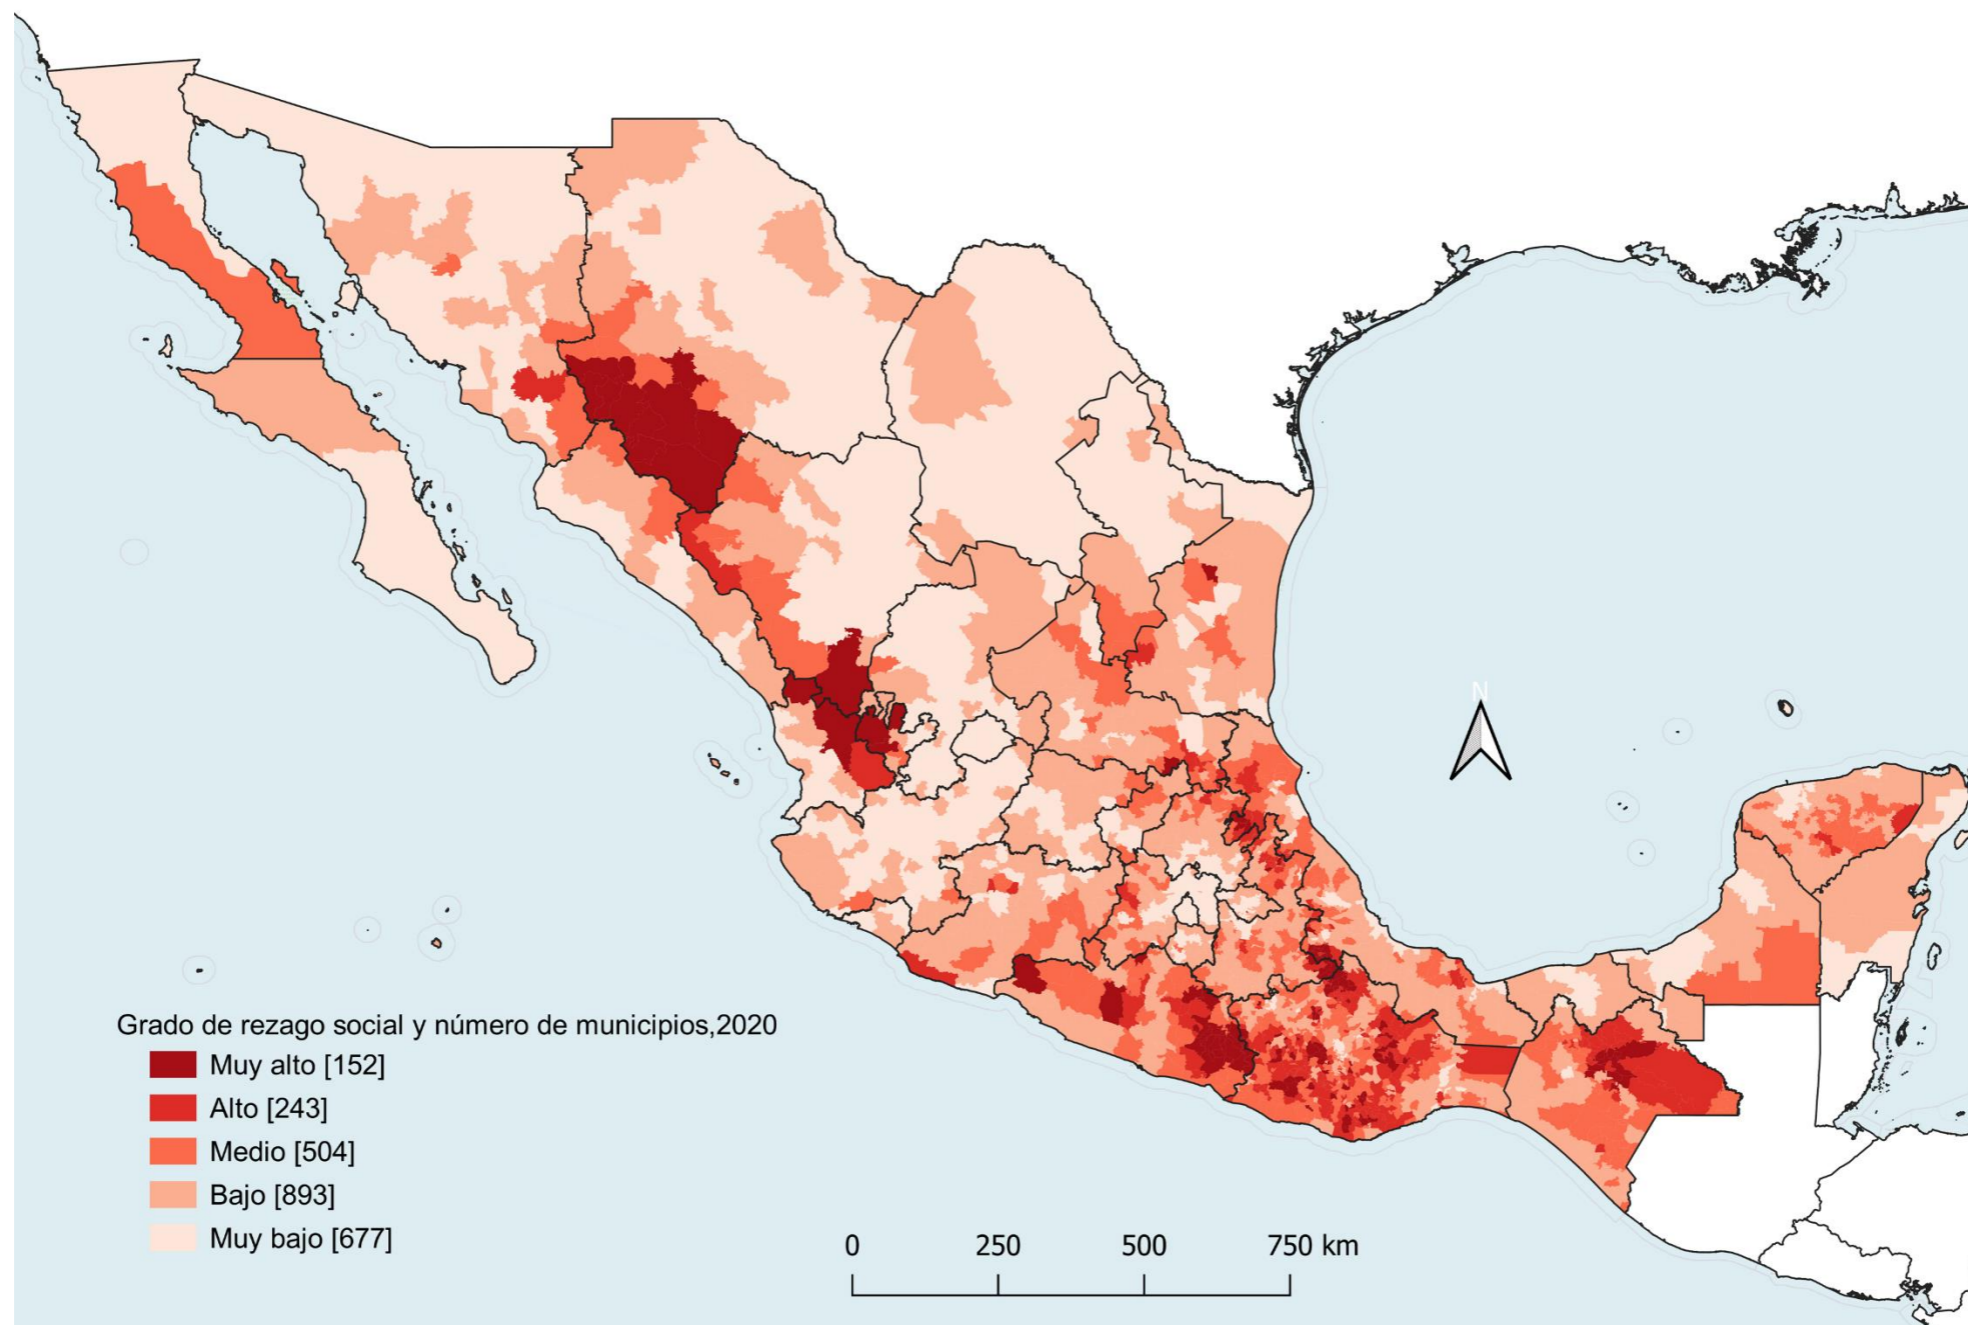 N
Grado de rezago social y número de municipios,2020
Muy alto [152]
Alto [243]
Medio [504]
Bajo [893]
Muy bajo [677]
0 250 500 750 km